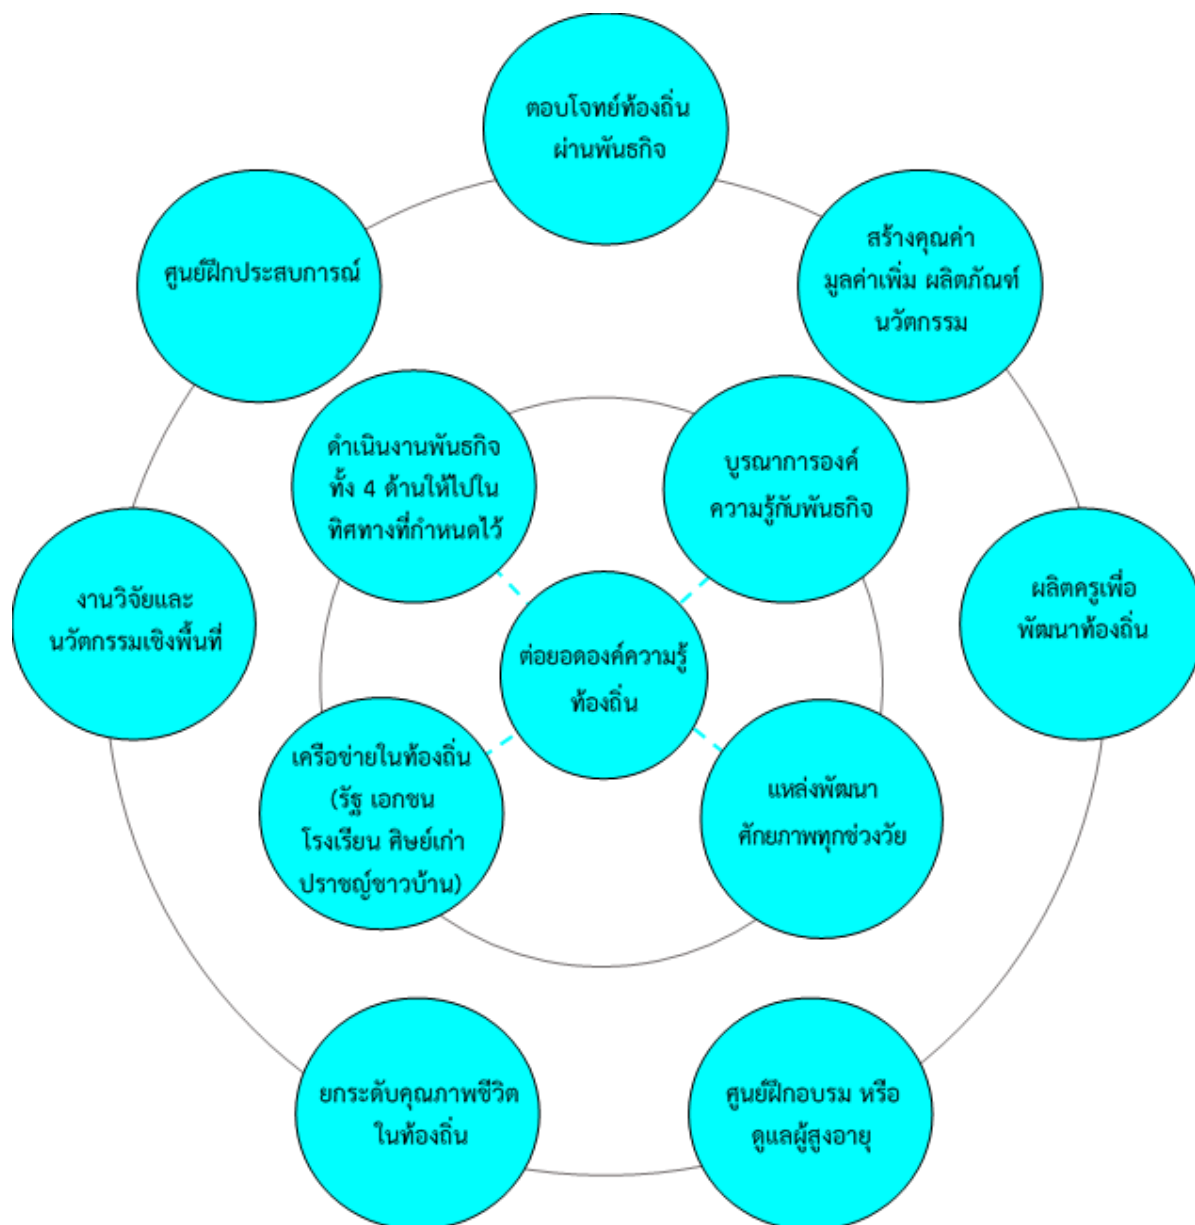 ตอบโจทย์ท้องถิ่น
ผ่านพันธกิจ
ศูนย์ฝึกประสบการณ์
สร้างคุณค่า
มูลค่าเพิ่ม ผลิตภัณฑ์
นวัตกรรม
ดำเนินงานพันธกิจ
ทั้ง 4 ด้านให้ไปใน
ทิศทางที่กำหนดไว้
บูรณาการองค์
ความรู้กับพันธกิจ
งานวิจัยและ
นวัตกรรมเชิงพื้นที่
ต่อยอดองค์ความรู้
ท้องถิ่น
ผลิตครูเพื่อ
พัฒนาท้องถิ่น
เครือข่ายในท้องถิ่น
(รัฐ เอกชน
โรงเรียน ศิษย์เก่า
ปราชญ์ชาวบ้าน)
แหล่งพัฒนา
ศักยภาพทุกช่วงวัย
ยกระดับคุณภาพชีวิต
ในท้องถิ่น
ศูนย์ฝึกอบรม หรือ
ดูแลผู้สูงอายุ